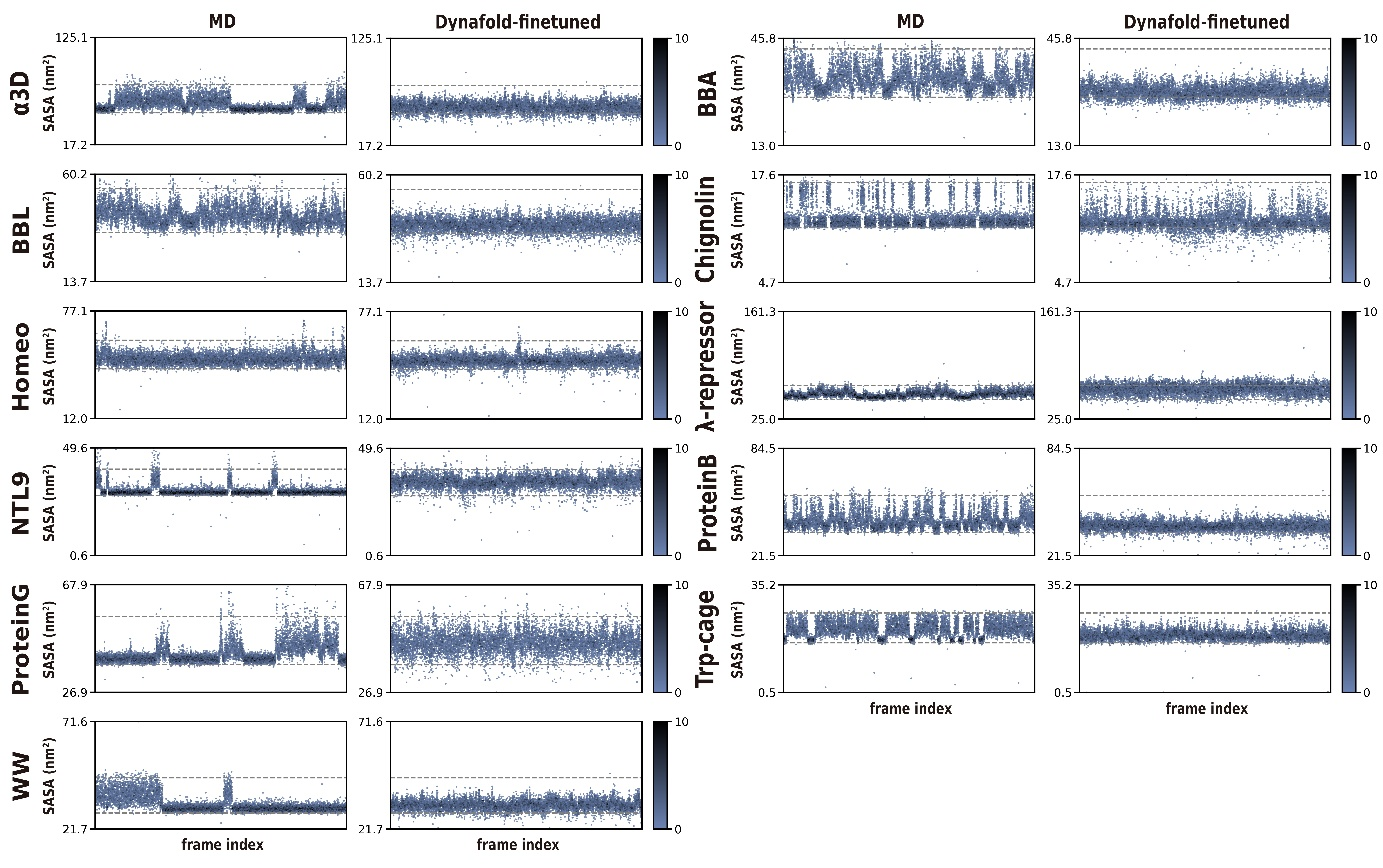 MD
Dynafold-finetuned
MD
Dynafold-finetuned
α3D
SASA (nm²)
125.1
17.2
125.1
17.2
10
0
BBA
SASA (nm²)
45.8
13.0
45.8
13.0
10
0
BBL
SASA (nm²)
60.2
13.7
60.2
13.7
10
0
Chignolin
SASA (nm²)
17.6
4.7
17.6
4.7
10
0
Homeo
SASA (nm²)
77.1
12.0
77.1
12.0
10
0
λ-repressor
SASA (nm²)
161.3
25.0
161.3
25.0
10
0
NTL9
SASA (nm²)
49.6
0.6
49.6
0.6
10
0
ProteinB
SASA (nm²)
84.5
21.5
84.5
21.5
10
0
ProteinG
SASA (nm²)
67.9
26.9
67.9
26.9
10
0
Trp-cage
SASA (nm²)
35.2
0.5
35.2
0.5
10
0
frame index
frame index
WW
SASA (nm²)
71.6
21.7
71.6
21.7
10
0
frame index
frame index